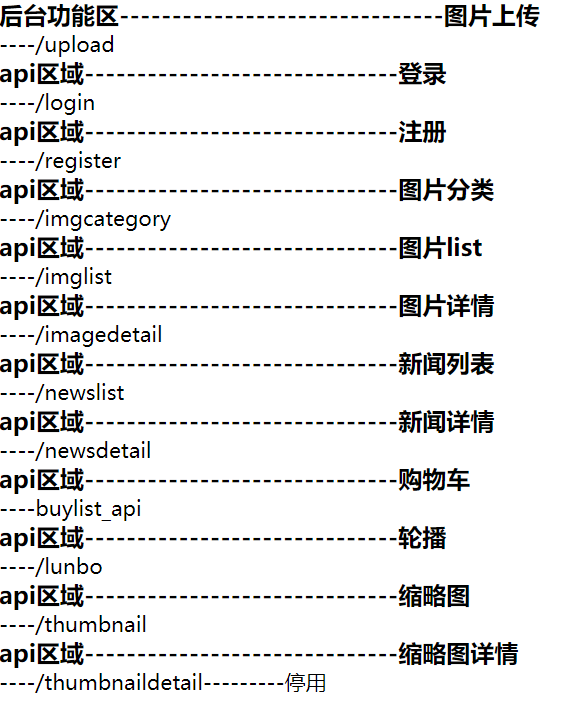 后台功能区-------------------------------图片上传
----/upload
api区域------------------------------登录
----/login
api区域------------------------------注册
----/register
api区域------------------------------图片分类
----/imgcategory
api区域------------------------------图片list
----/imglist
api区域------------------------------图片详情
----/imagedetail
api区域------------------------------新闻列表
----/newslist
api区域------------------------------新闻详情
----/newsdetail
api区域------------------------------购物车
----buylist_api
api区域------------------------------轮播
----/lunbo
api区域------------------------------缩略图
----/thumbnail
api区域------------------------------缩略图详情
----/thumbnaildetail---------停用